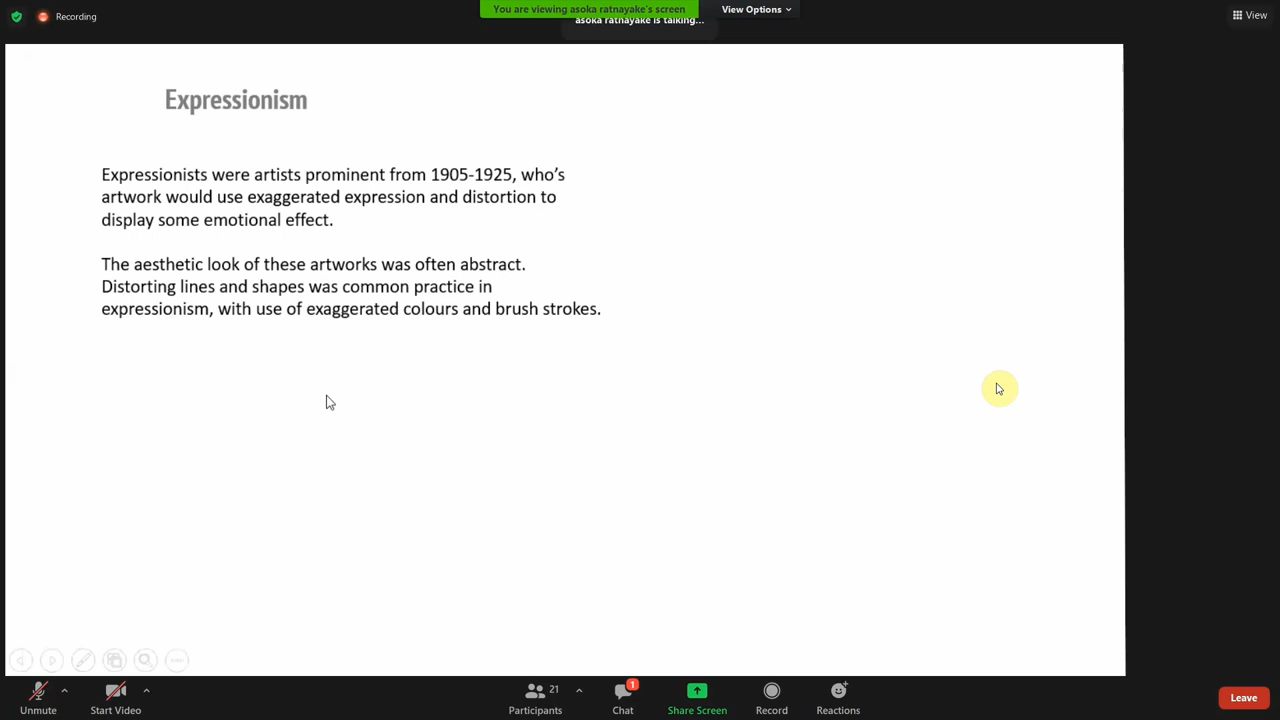 You are viewing asoka ratnayake's screen
View Options
Recording
asoka ratnayake is talking...
View
Expressionism
Expressionists were artists prominent from 1905-1925, who's
artwork would use exaggerated expression and distortion to
display some emotional effect.
The aesthetic look of these artworks was often abstract.
Distorting lines and shapes was common practice in
expressionism, with use of exaggerated colours and brush strokes.
Unmute
Start Video
21
Participants
1
Chat
Share Screen
Record
Reactions
Leave